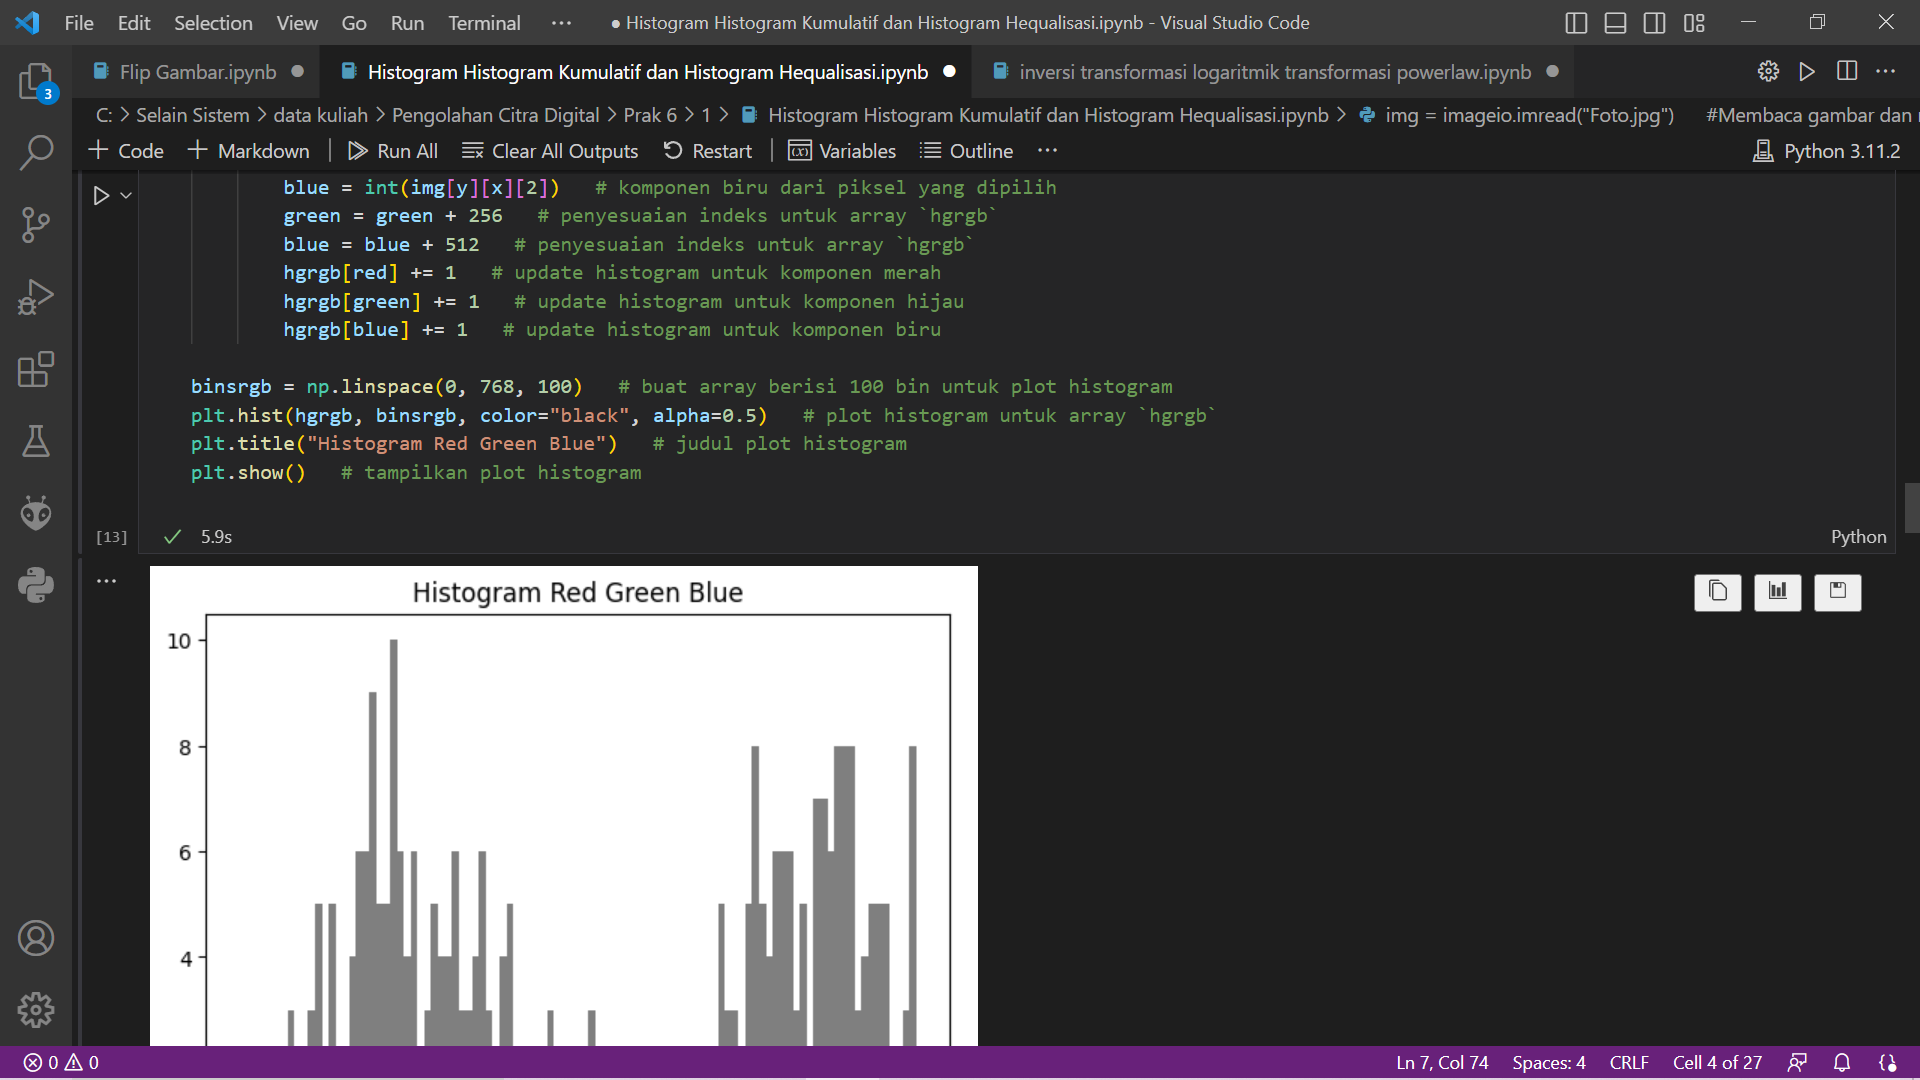 File Edit Selection View Go Run Terminal ··· ● Histogram Histogram Kumulatif dan Histogram Hequalisasi.ipynb - Visual Studio Code
Flip Gambar.ipynb ● Histogram Histogram Kumulatif dan Histogram Hequalisasi.ipynb ● inversi transformasi logaritmik transformasi powerlaw.ipynb ●
C: > Selain Sistem > data kuliah > Pengolahan Citra Digital > Prak 6 > 1 > Histogram Histogram Kumulatif dan Histogram Hequalisasi.ipynb > img = imageio.imread("Foto.jpg") #Membaca gambar dan
+ Code + Markdown | Run All Clear All Outputs Restart | Variables Outline ··· Python 3.11.2
3
blue = int(img[y][x][2]) # komponen biru dari piksel yang dipilih
green = green + 256 # penyesuaian indeks untuk array `hgrgb`
blue = blue + 512 # penyesuaian indeks untuk array `hgrgb`
hgrgb[red] += 1 # update histogram untuk komponen merah
hgrgb[green] += 1 # update histogram untuk komponen hijau
hgrgb[blue] += 1 # update histogram untuk komponen biru
binsrgb = np.linspace(0, 768, 100) # buat array berisi 100 bin untuk plot histogram
plt.hist(hgrgb, binsrgb, color="black", alpha=0.5) # plot histogram untuk array `hgrgb`
plt.title("Histogram Red Green Blue") # judul plot histogram
plt.show() # tampilkan plot histogram
[13] ✓ 5.9s Python
Histogram Red Green Blue
10
8
6
4
0 0 Ln 7, Col 74 Spaces: 4 CRLF Cell 4 of 27